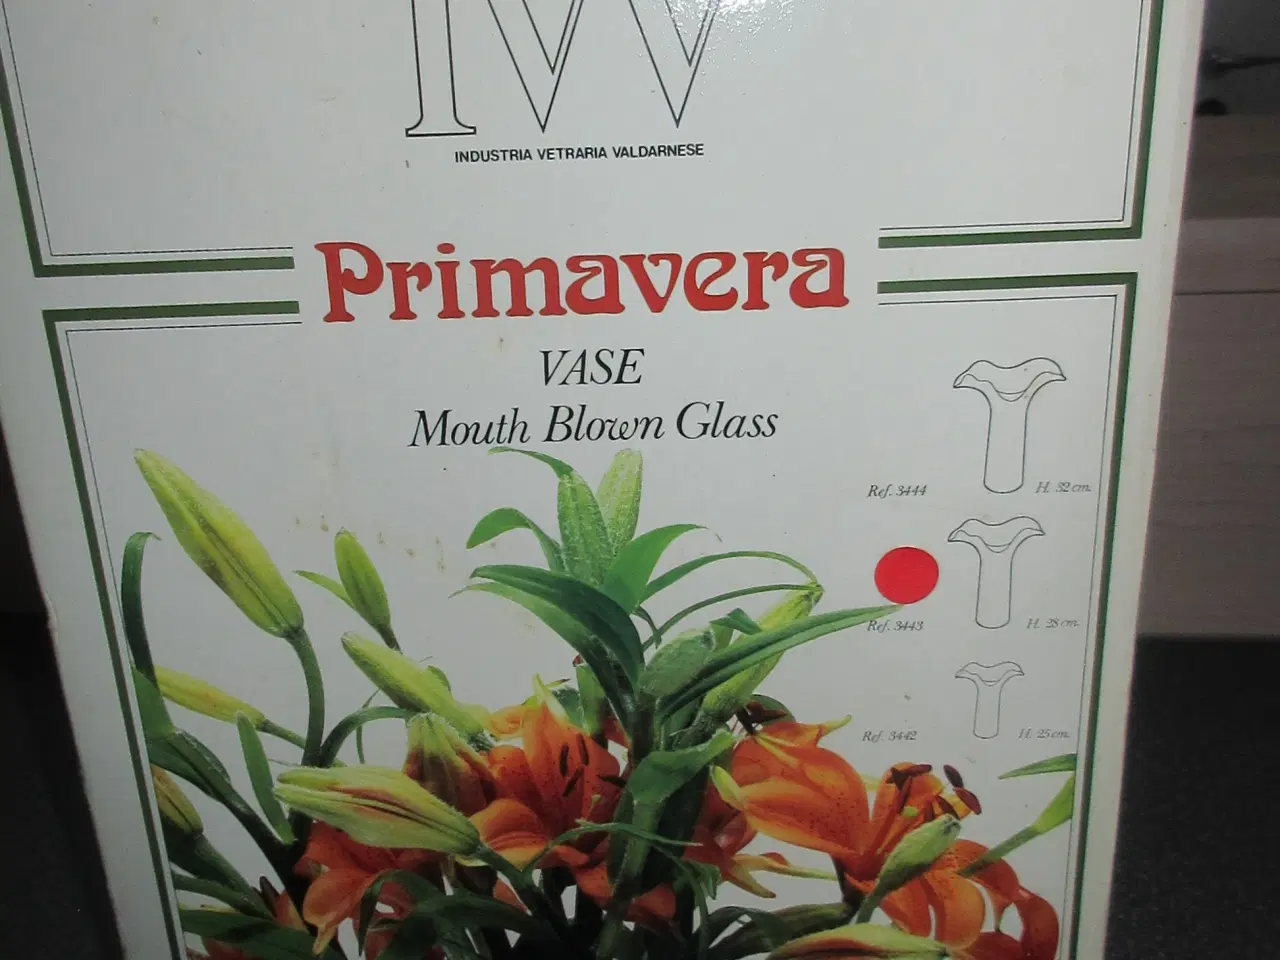 IVV
INDUSTRIA VETRARIA VALDARNESE
Primavera
VASE
Mouth Blown Glass
Ref. 3444 H. 32 cm.
Ref. 3443 H. 28 cm.
Ref. 3442 H. 25 cm.